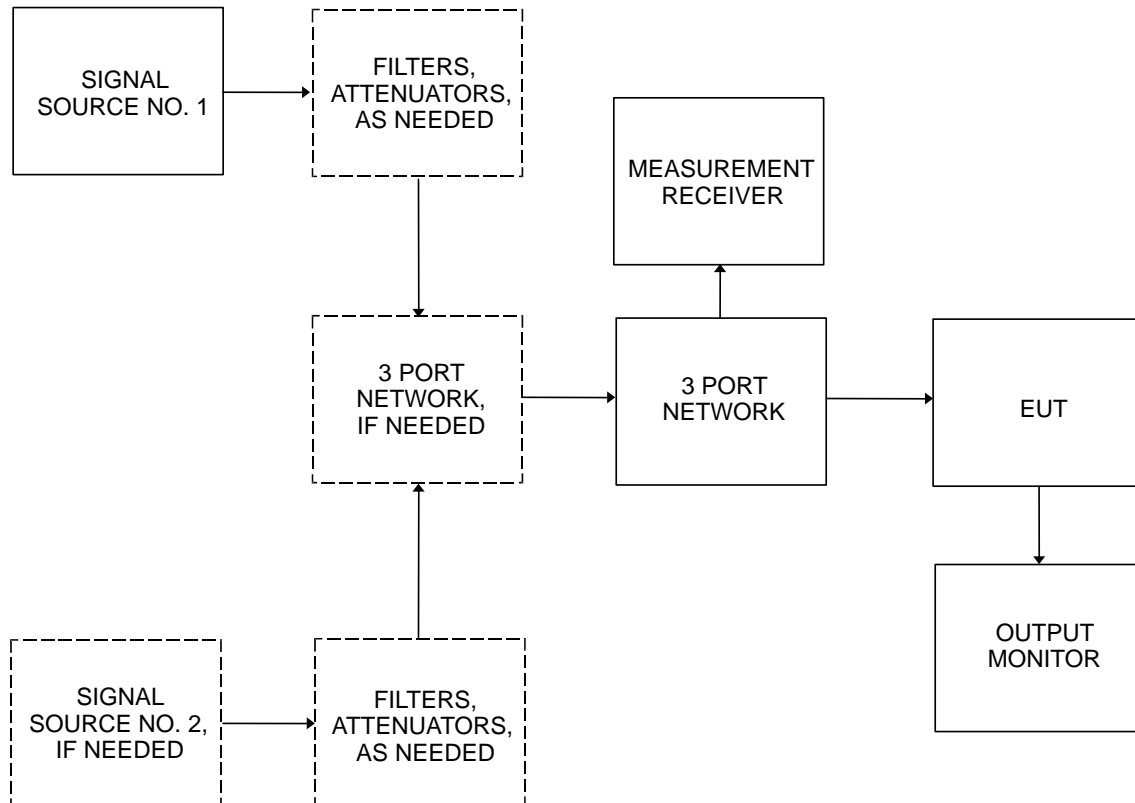 SIGNAL
SOURCE NO. 1
FILTERS,
ATTENUATORS,
AS NEEDED
MEASUREMENT
RECEIVER
3 PORT
NETWORK,
IF NEEDED
3 PORT
NETWORK
EUT
OUTPUT
MONITOR
SIGNAL
SOURCE NO. 2,
IF NEEDED
FILTERS,
ATTENUATORS,
AS NEEDED